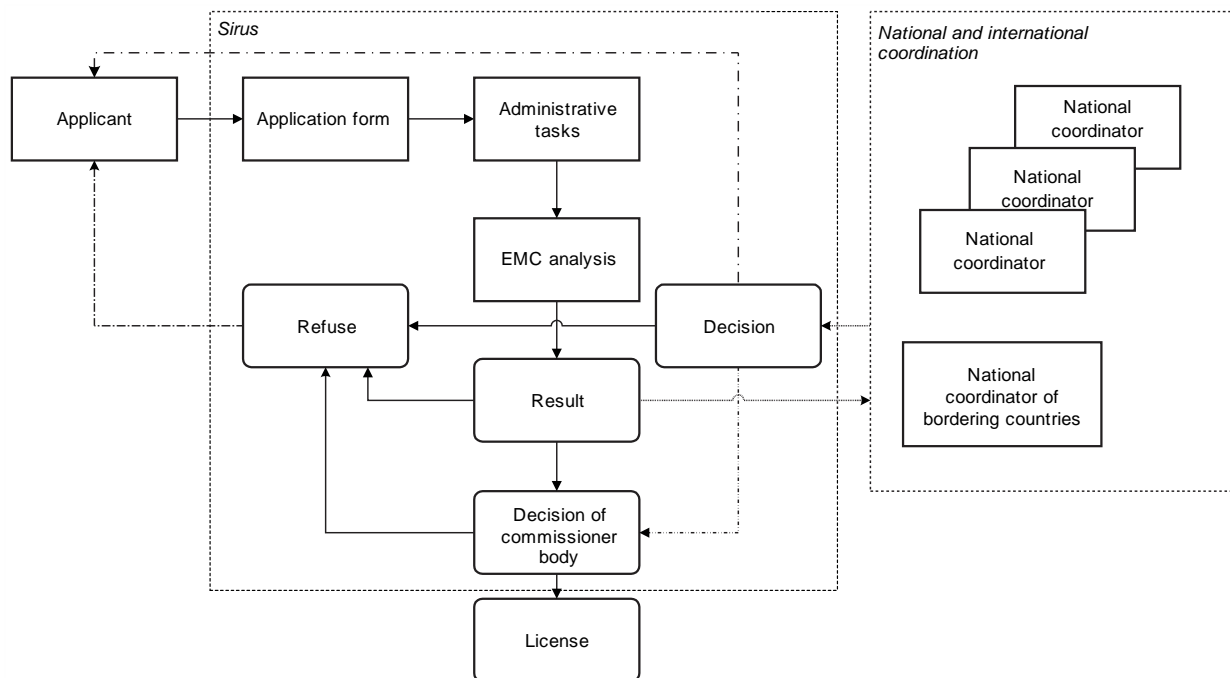 Sirus
National and international
coordination
Applicant
Application form
Administrative
tasks
National
coordinator
National
coordinator
National
coordinator
EMC analysis
Refuse
Decision
Result
National
coordinator of
bordering countries
Decision of
commissioner
body
License